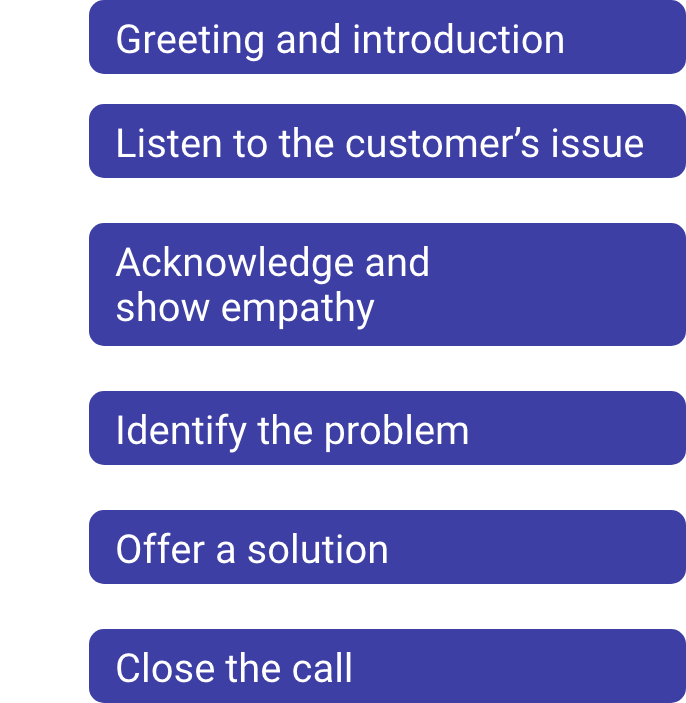 Greeting and introduction
Listen to the customer’s issue
Acknowledge and
show empathy
Identify the problem
Offer a solution
Close the call